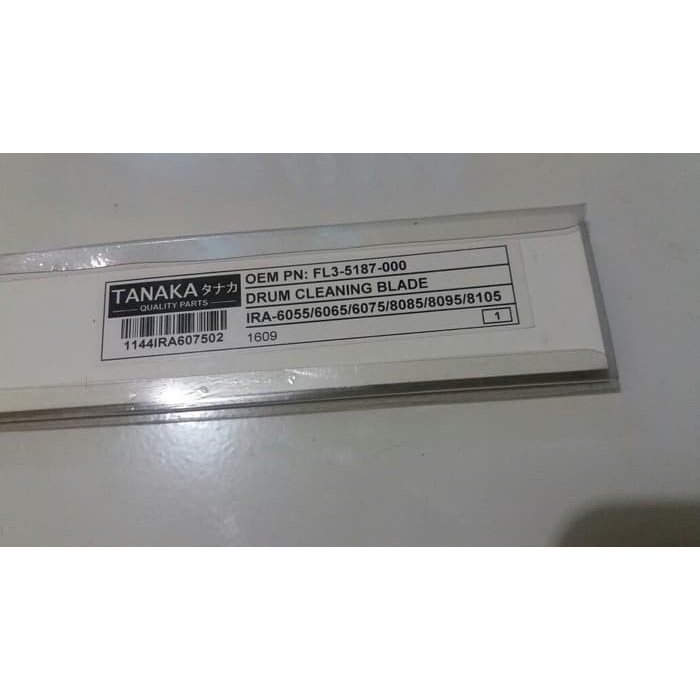 TANAKA タナカ
QUALITY PARTS
1144IRA607502
OEM PN: FL3-5187-000
DRUM CLEANING BLADE
IRA-6055/6065/6075/8085/8095/8105
1609
1